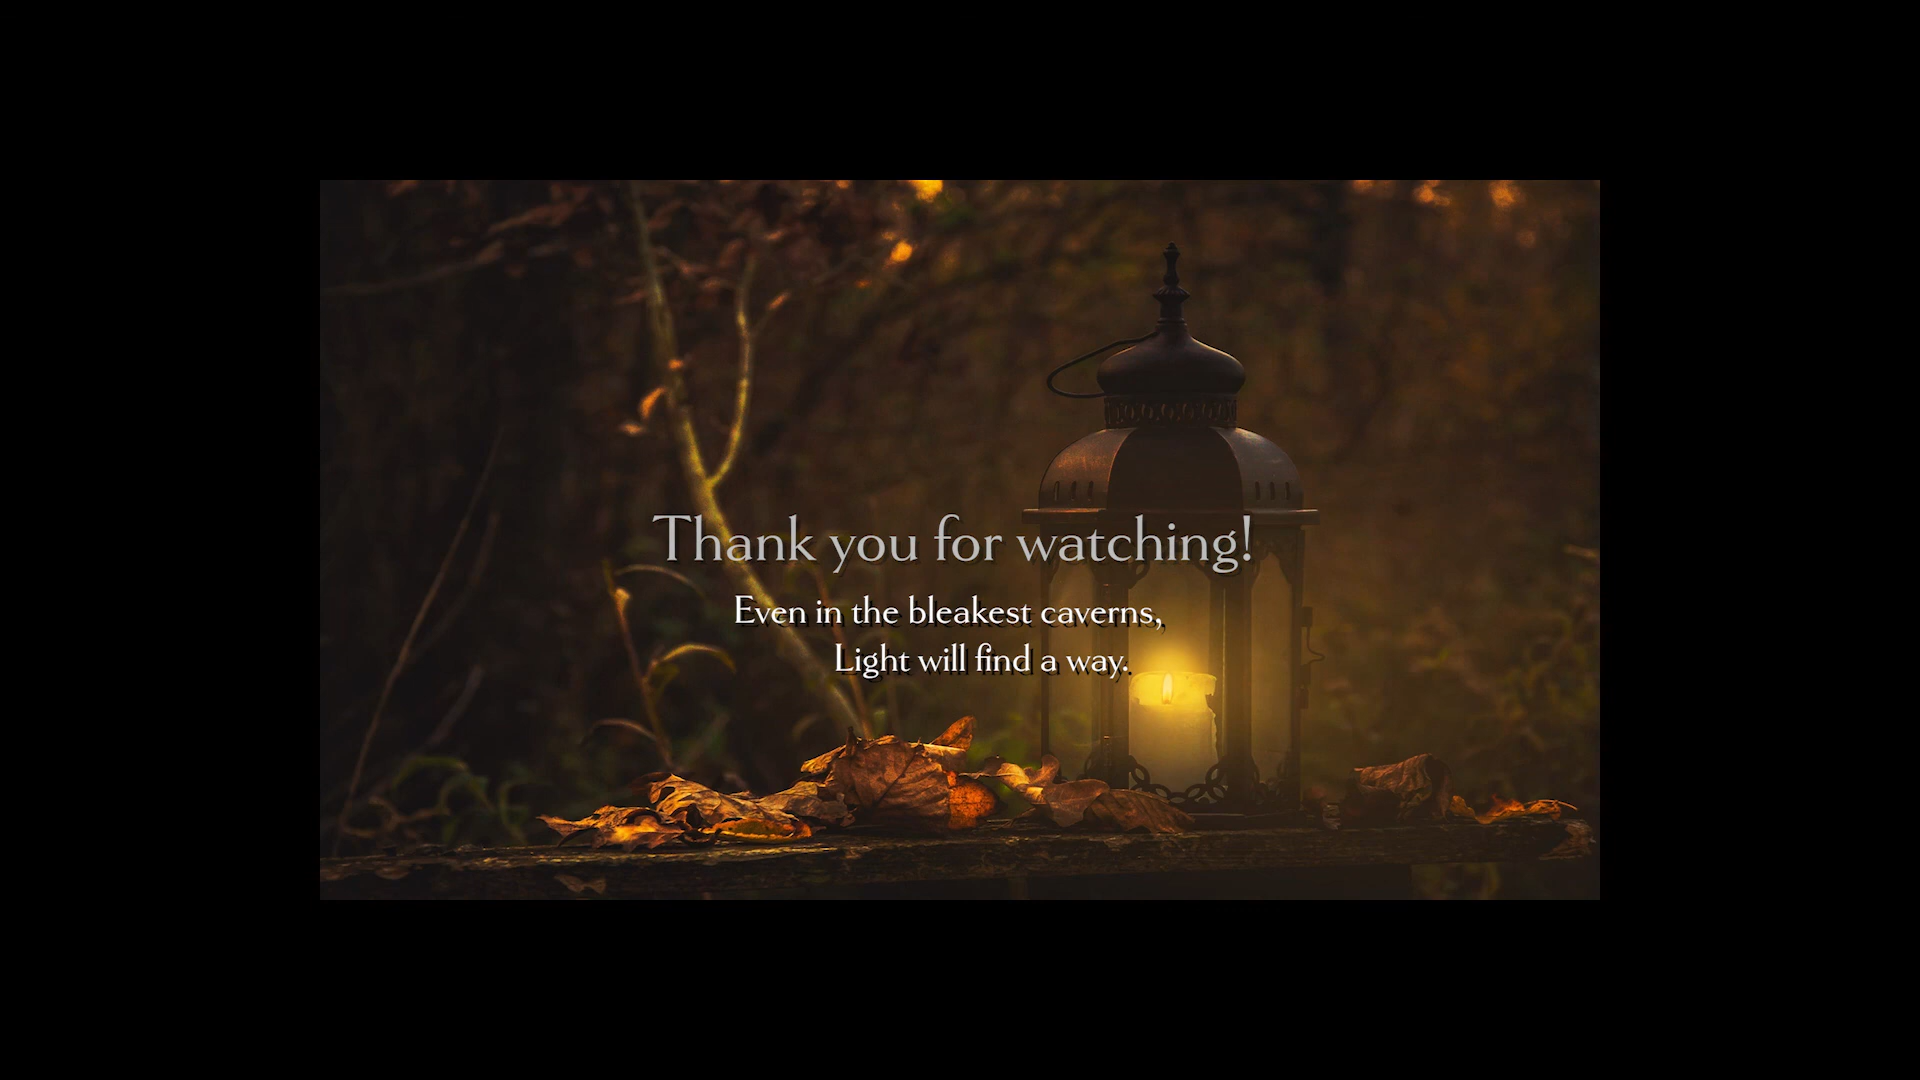 Thank you for watching!
Even in the bleakest caverns,
Light will find a way.